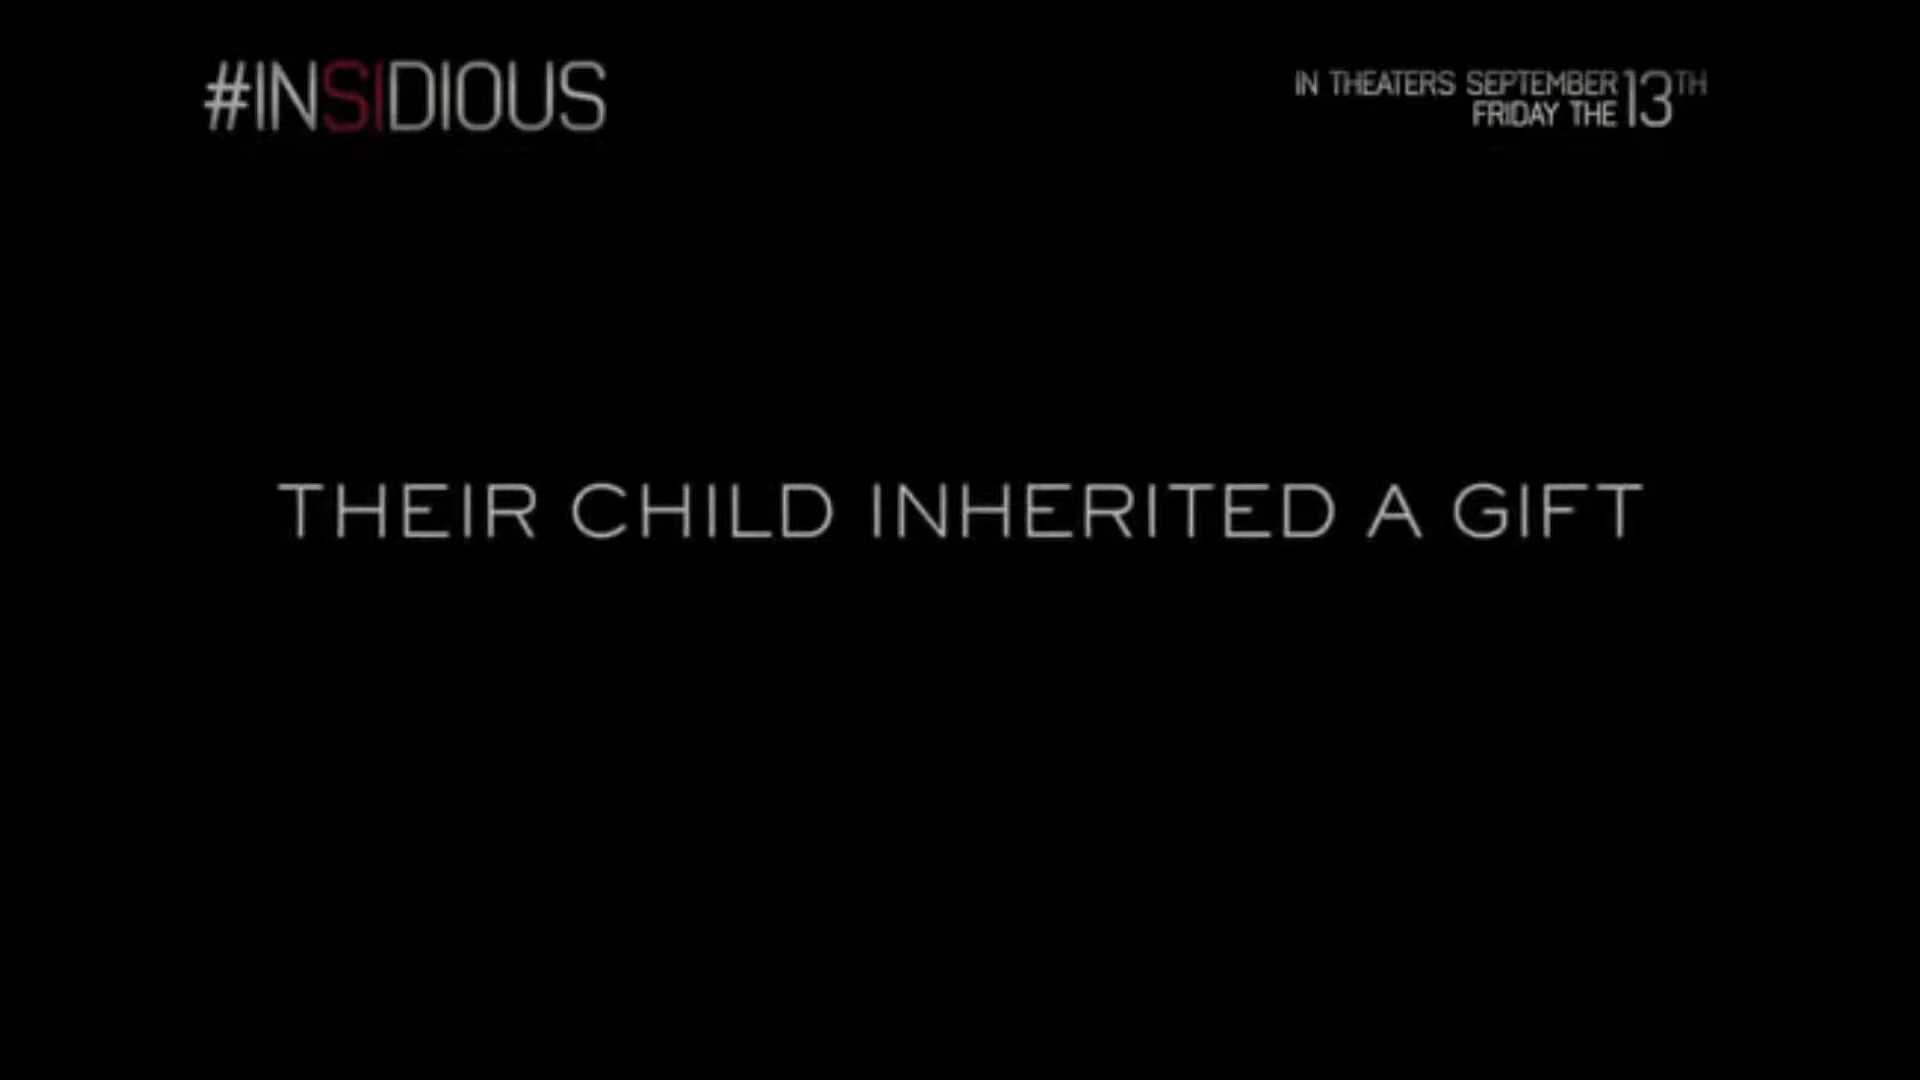 #INSIDIOUS
IN THEATERS SEPTEMBER 13TH
FRIDAY THE
THEIR CHILD INHERITED A GIFT